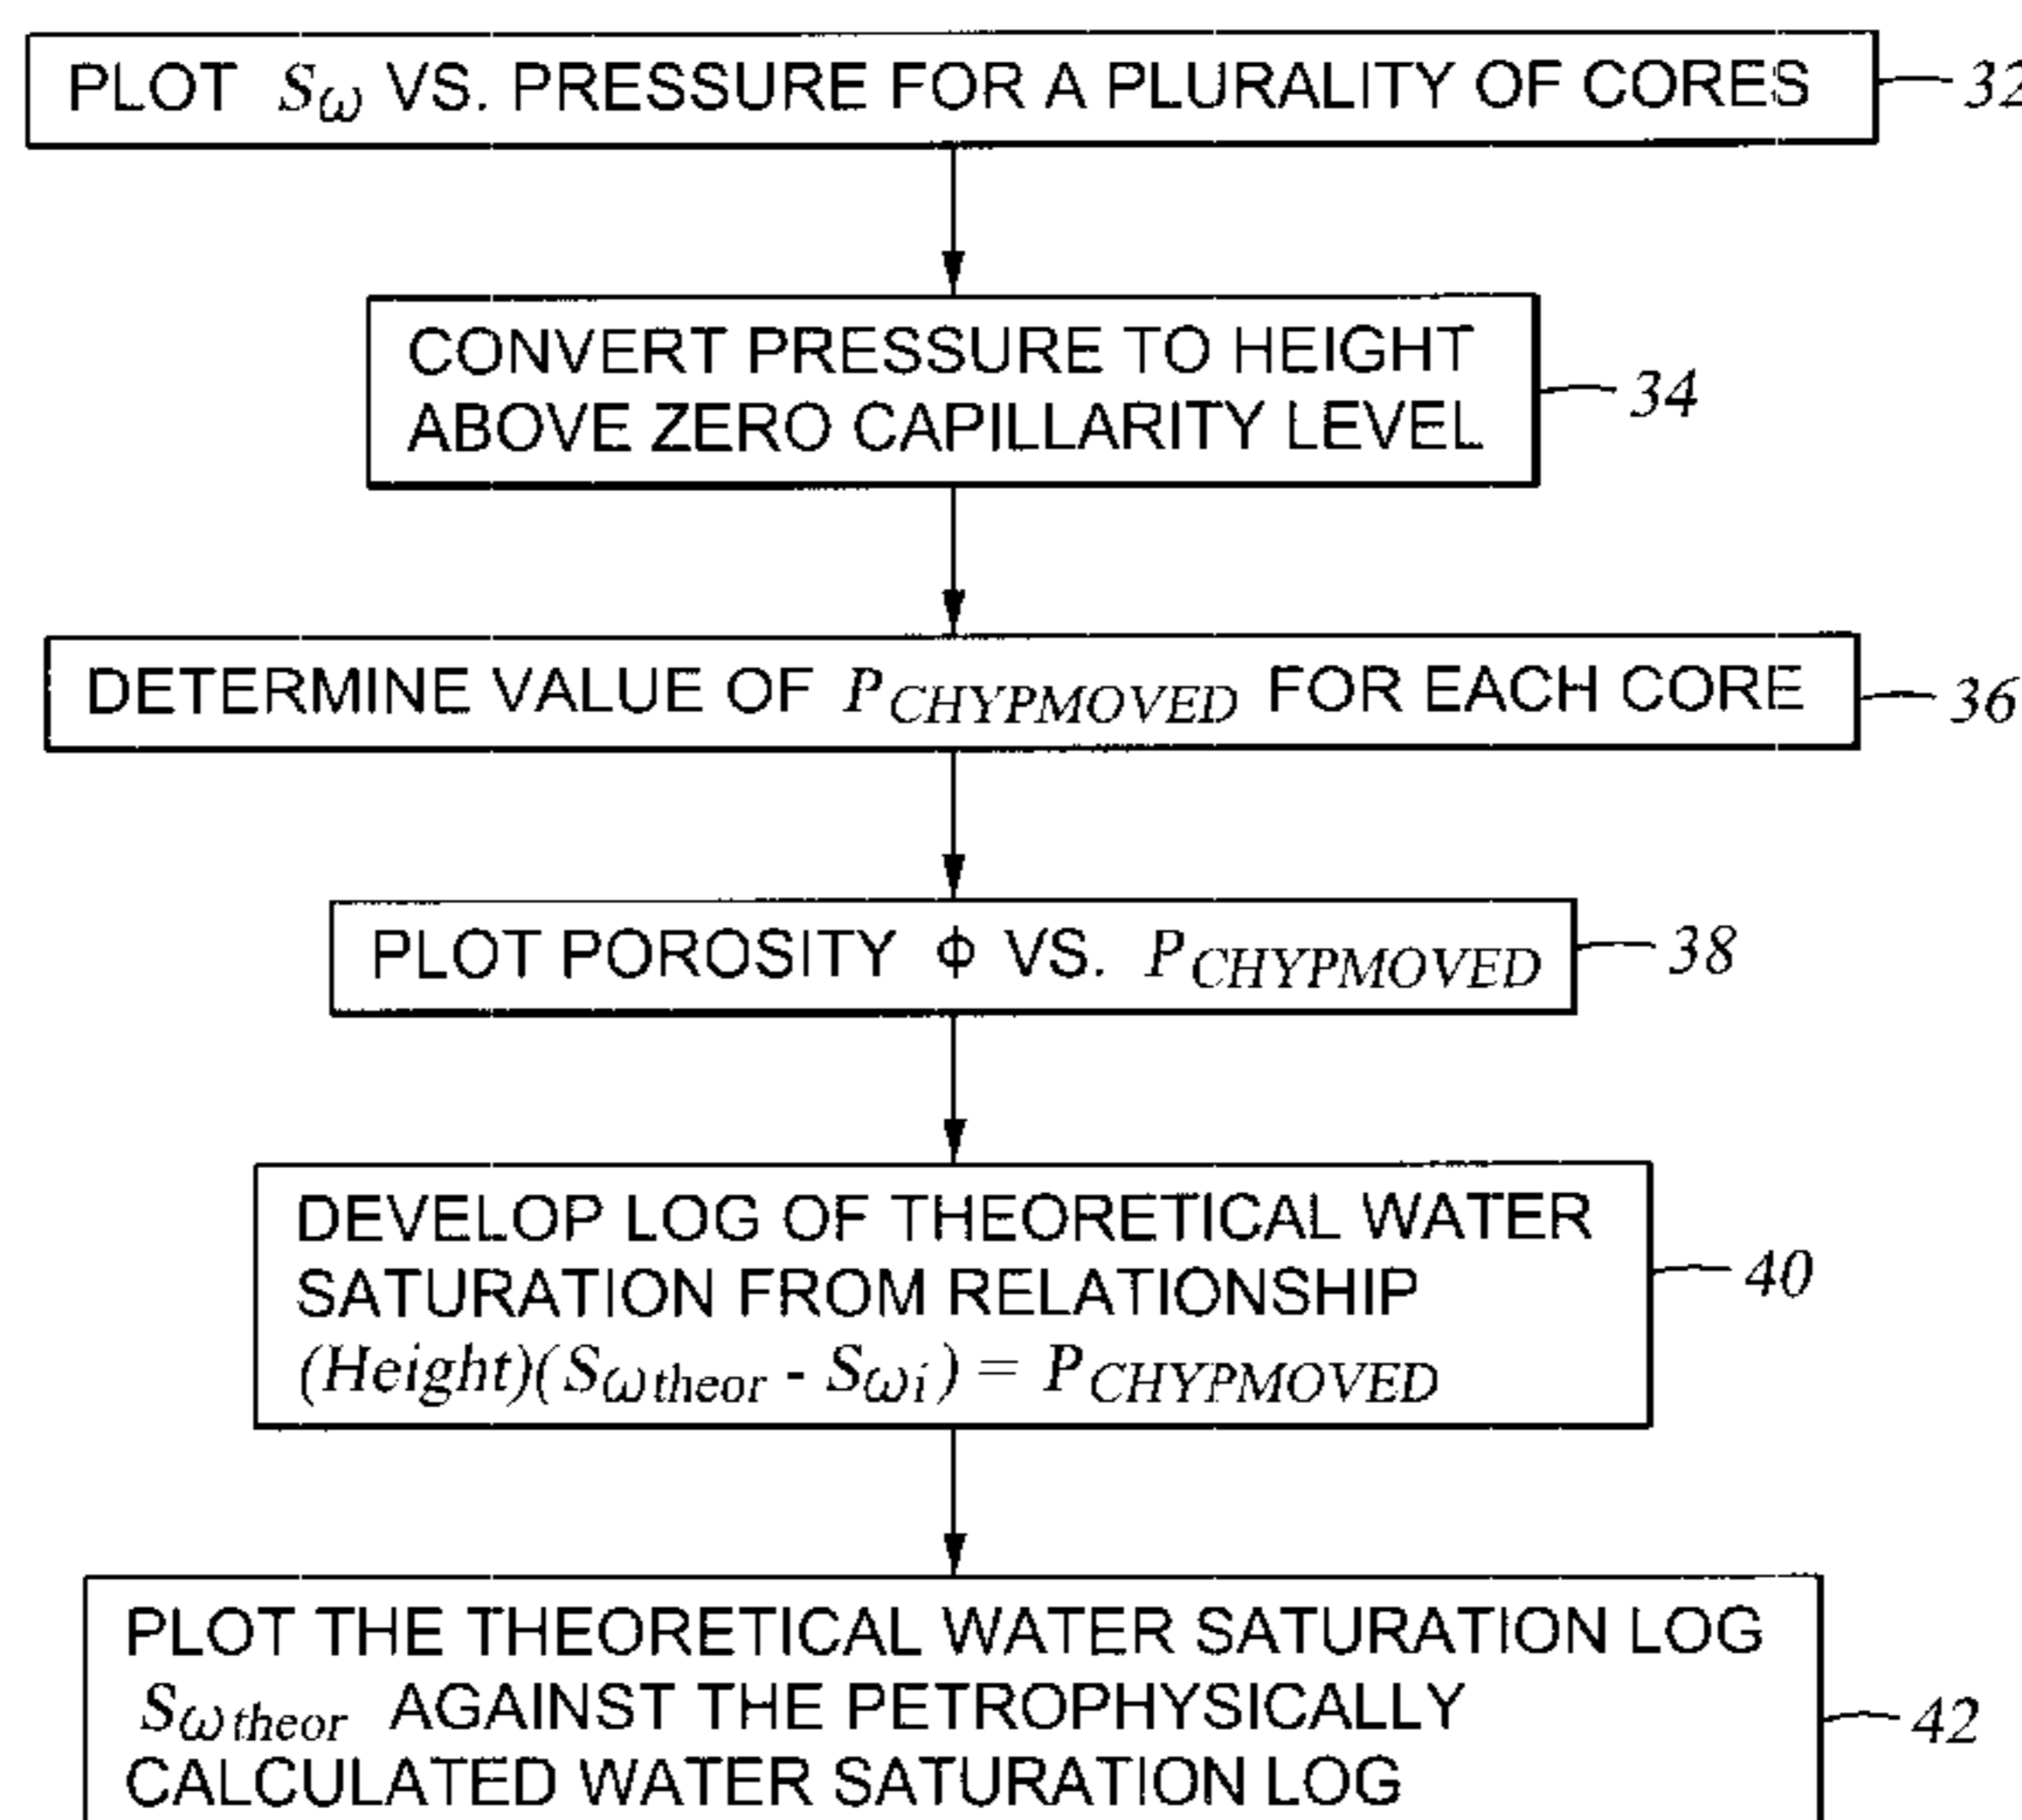 PLOT Sω VS. PRESSURE FOR A PLURALITY OF CORES
32
CONVERT PRESSURE TO HEIGHT
ABOVE ZERO CAPILLARITY LEVEL
34
DETERMINE VALUE OF PCHYPMOVED FOR EACH CORE
36
PLOT POROSITY ϕ VS. PCHYPMOVED
38
DEVELOP LOG OF THEORETICAL WATER
SATURATION FROM RELATIONSHIP
(Height)(Sωtheor - Sωi) = PCHYPMOVED
40
PLOT THE THEORETICAL WATER SATURATION LOG
Sωtheor AGAINST THE PETROPHYSICALLY
CALCULATED WATER SATURATION LOG
42